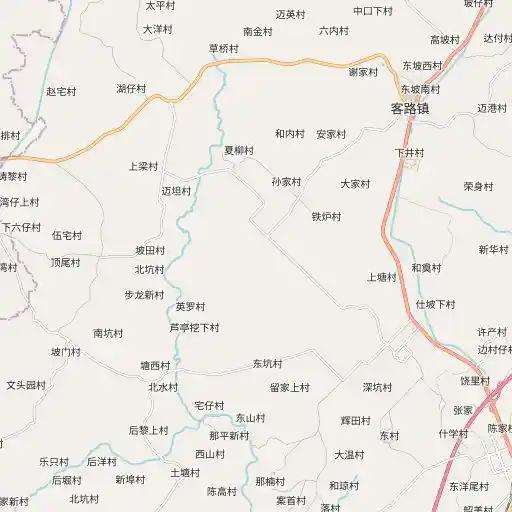 太平村
迈英村
中口下村
坡仔村
大洋村
南金村
六内村
高坡村
达付村
草桥村
谢家村
东坡西村
赵宅村
湖仔村
东坡南村
客路镇
迈港村
排村
和内村
安家村
夏柳村
下井村
上梁村
涛黎村
迈坦村
孙家村
大家村
荣身村
湾仔上村
铁炉村
下六仔村
伍宅村
坡田村
新华村
顶尾村
湾村
北坑村
和奠村
上塘村
步龙新村
英罗村
仕坡下村
芦亭挖下村
南坑村
许产村
坡门村
边村仔村
塘西村
东坑村
饶里村
文头园村
北水村
留家上村
深坑村
宅仔村
张家
东山村
辉田村
陈家村
后黎上村
那平新村
东村
什学村
西山村
大温村
乐只村
后洋村
土塘村
后堀村
新埠村
那楠村
和琼村
东洋尾村
陈高村
家新村
北坑村
案首村
落村
韶美村